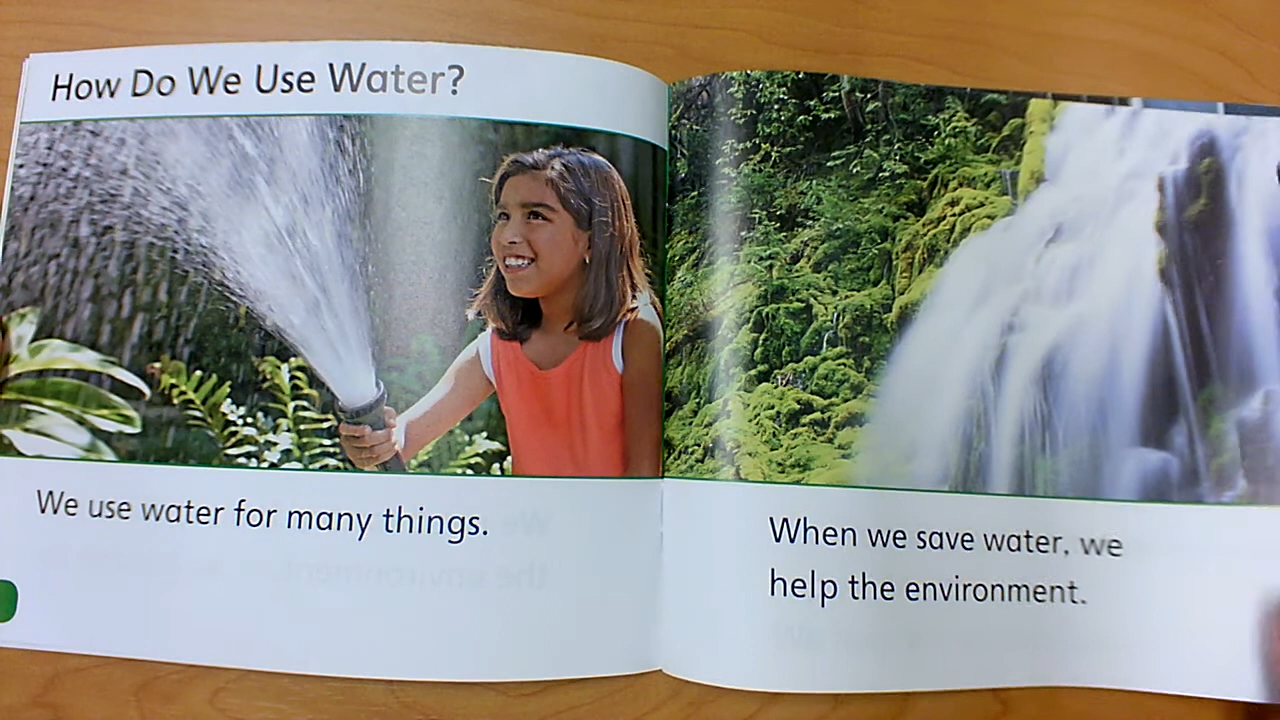 How Do We Use Water?
We use water for many things.
When we save water, we
help the environment.